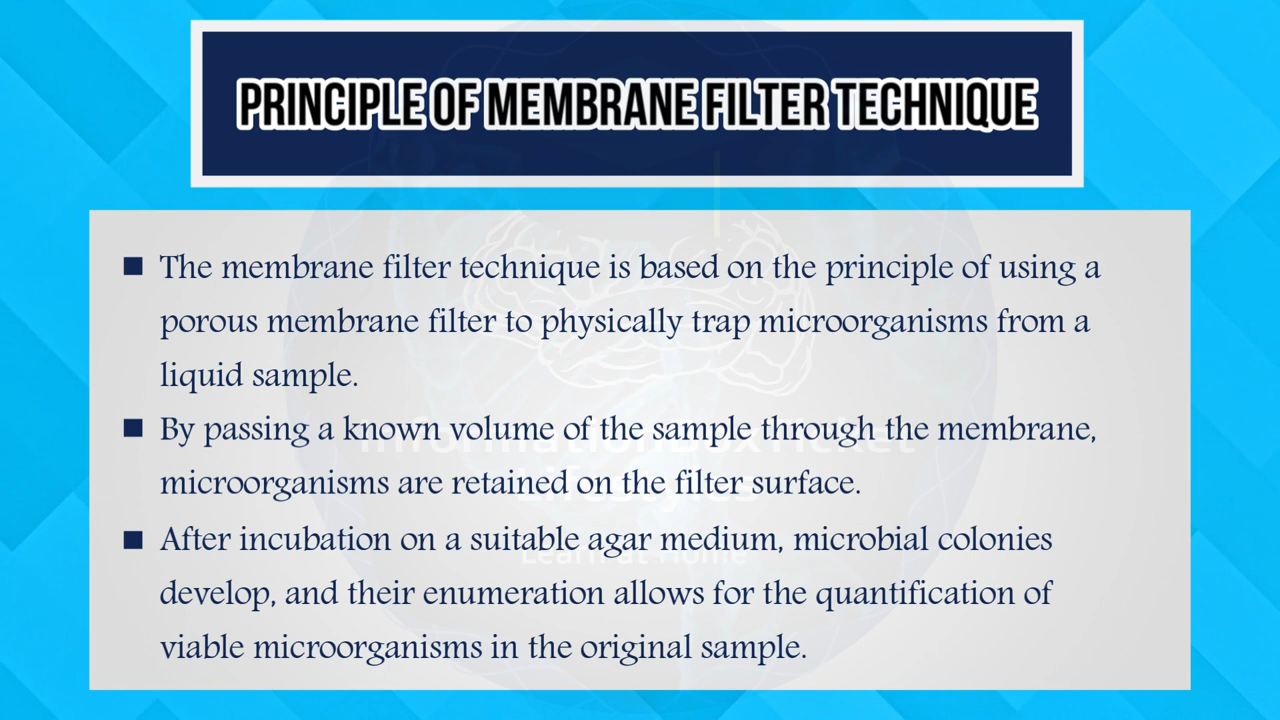 PRINCIPLE OF MEMBRANE FILTER TECHNIQUE
■ The membrane filter technique is based on the principle of using a
porous membrane filter to physically trap microorganisms from a
liquid sample.
■ By passing a known volume of the sample through the membrane,
microorganisms are retained on the filter surface.
■ After incubation on a suitable agar medium, microbial colonies
develop, and their enumeration allows for the quantification of
viable microorganisms in the original sample.